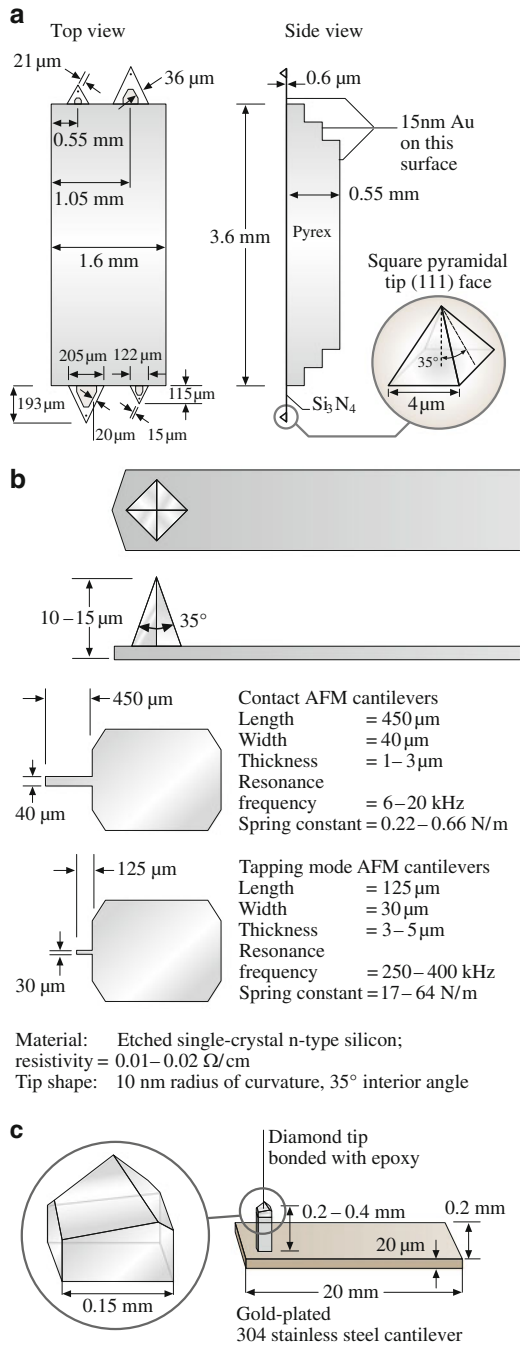 a
Top view
Side view
21 µm
36 µm
0.6 µm
0.55 mm
15nm Au
on this
surface
1.05 mm
0.55 mm
3.6 mm
Pyrex
1.6 mm
Square pyramidal
tip (111) face
35°
4 µm
205 µm
122 µm
193 µm
115 µm
20 µm
15 µm
Si3N4
b
10–15 µm
35°
450 µm
40 µm
Contact AFM cantilevers
Length = 450 µm
Width = 40 µm
Thickness = 1–3 µm
Resonance
frequency = 6–20 kHz
Spring constant = 0.22–0.66 N/m
125 µm
30 µm
Tapping mode AFM cantilevers
Length = 125 µm
Width = 30 µm
Thickness = 3–5 µm
Resonance
frequency = 250–400 kHz
Spring constant = 17–64 N/m
Material: Etched single-crystal n-type silicon;
resistivity = 0.01–0.02 Ω/cm
Tip shape: 10 nm radius of curvature, 35° interior angle
c
Diamond tip
bonded with epoxy
0.2–0.4 mm
0.2 mm
20 µm
0.15 mm
20 mm
Gold-plated
304 stainless steel cantilever